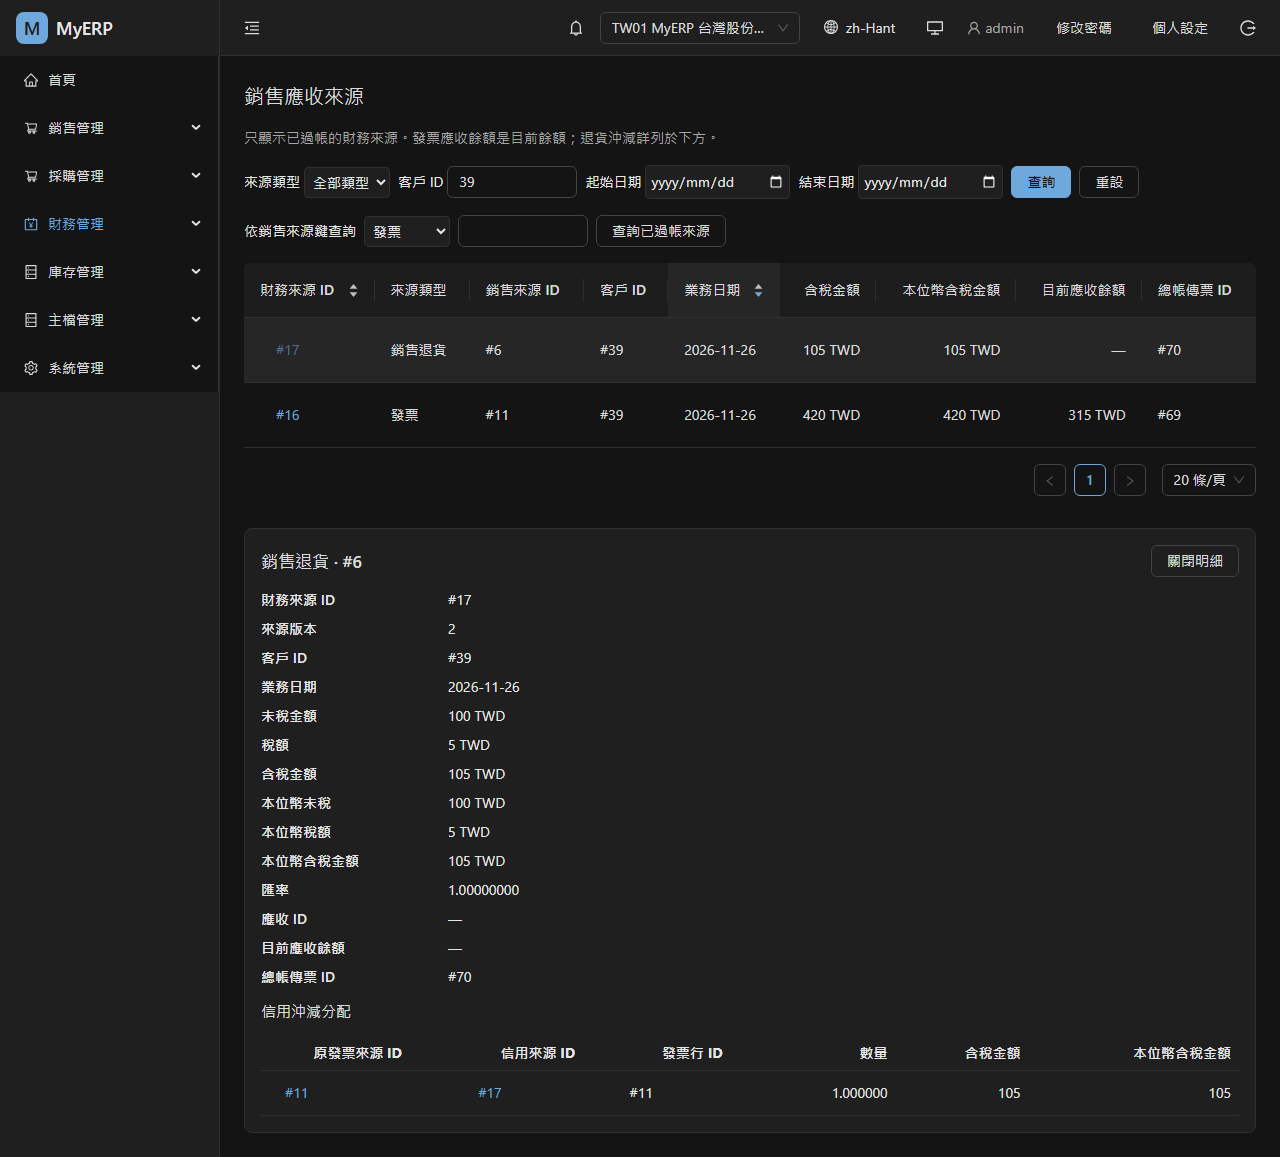 M MyERP
TW01 MyERP 台灣股份... zh-Hant admin 修改密碼 個人設定
首頁
銷售管理
採購管理
財務管理
庫存管理
主檔管理
系統管理
銷售應收來源
只顯示已過帳的財務來源。發票應收餘額是目前餘額；退貨沖減詳列於下方。
來源類型 全部類型 客戶 ID 39 起始日期 yyyy/mm/dd 結束日期 yyyy/mm/dd 查詢 重設
依銷售來源鍵查詢 發票 查詢已過帳來源
財務來源 ID 來源類型 銷售來源 ID 客戶 ID 業務日期 含稅金額 本位幣含稅金額 目前應收餘額 總帳傳票 ID
#17 銷售退貨 #6 #39 2026-11-26 105 TWD 105 TWD — #70
#16 發票 #11 #39 2026-11-26 420 TWD 420 TWD 315 TWD #69
< 1 > 20 條/頁
銷售退貨 · #6 關閉明細
財務來源 ID #17
來源版本 2
客戶 ID #39
業務日期 2026-11-26
未稅金額 100 TWD
稅額 5 TWD
含稅金額 105 TWD
本位幣未稅 100 TWD
本位幣稅額 5 TWD
本位幣含稅金額 105 TWD
匯率 1.00000000
應收 ID —
目前應收餘額 —
總帳傳票 ID #70
信用沖減分配
原發票來源 ID 信用來源 ID 發票行 ID 數量 含稅金額 本位幣含稅金額
#11 #17 #11 1.000000 105 105